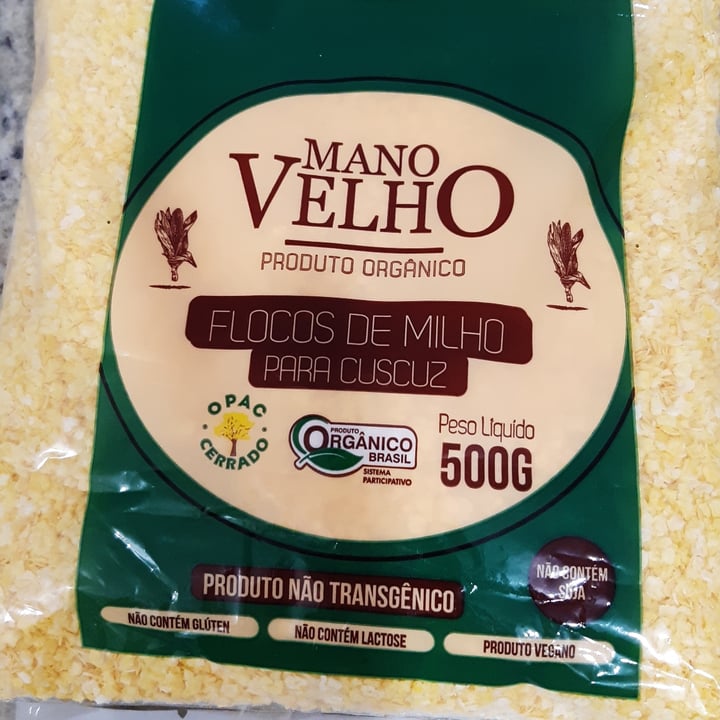 MANO
VELHO
PRODUTO ORGÂNICO
FLOCOS DE MILHO
PARA CUSCUZ
OPAC
CERRADO
PRODUTO
ORGÂNICO
BRASIL
SISTEMA
PARTICIPATIVO
Peso Líquido
500G
NÃO CONTÉM
SOJA
PRODUTO NÃO TRANSGÊNICO
NÃO CONTÉM GLÚTEN
NÃO CONTÉM LACTOSE
PRODUTO VEGANO